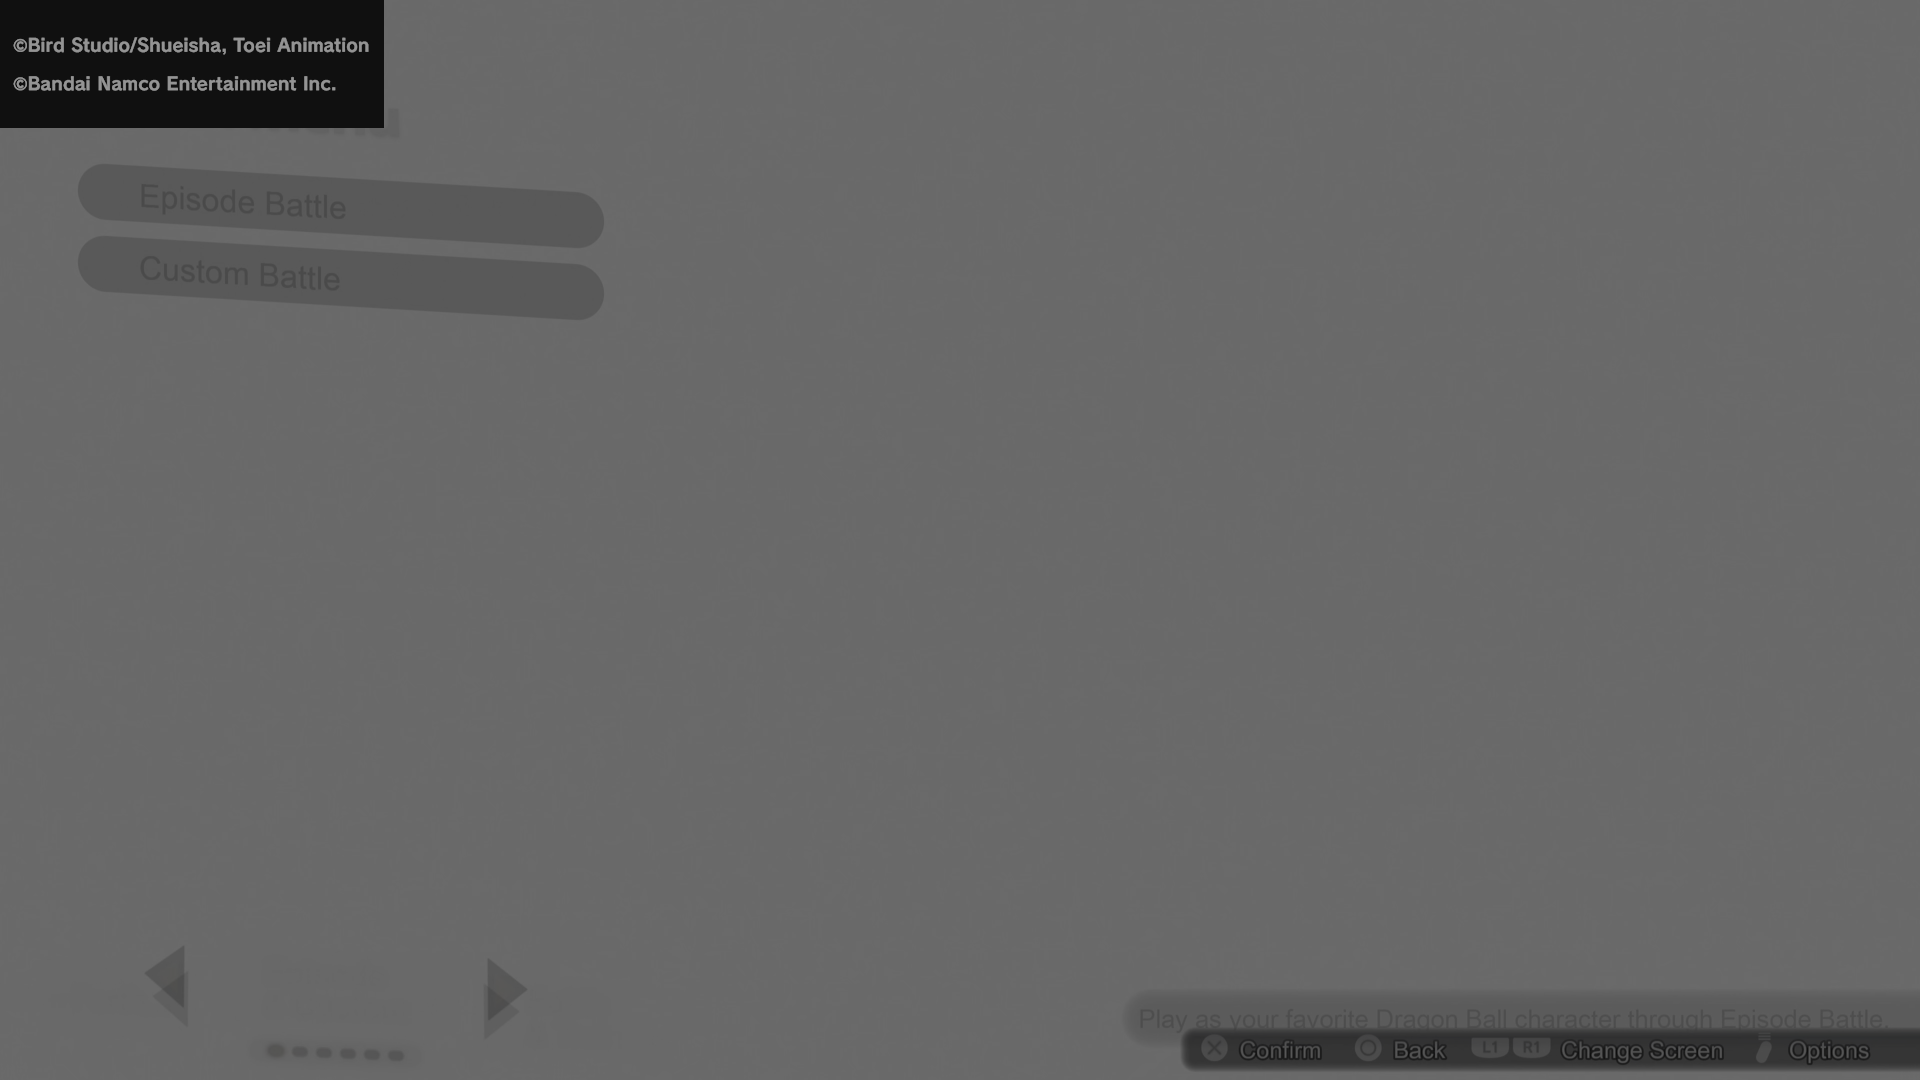 ©Bird Studio/Shueisha, Toei Animation
©Bandai Namco Entertainment Inc.
Episode Battle
Custom Battle
Play as your favorite Dragon Ball character through Episode Battle.
Confirm Back L1 R1 Change Screen Options